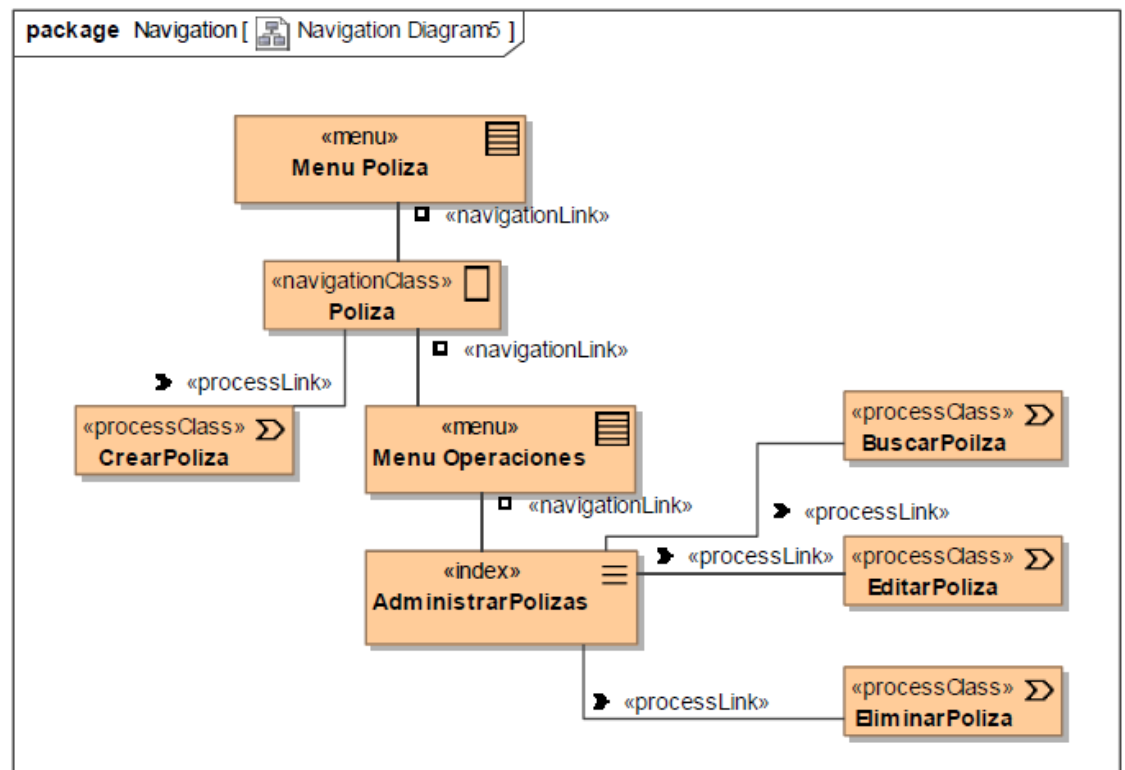 package Navigation [ Navigation Diagram5 ]
«menu»
Menu Poliza
«navigationLink»
«navigationClass»
Poliza
«navigationLink»
«processLink»
«processClass»
CrearPoliza
«menu»
Menu Operaciones
«navigationLink»
«index»
AdministrarPolizas
«processClass»
BuscarPoilza
«processLink»
«processLink»
«processClass»
EditarPoliza
«processLink»
«processClass»
EliminarPoliza